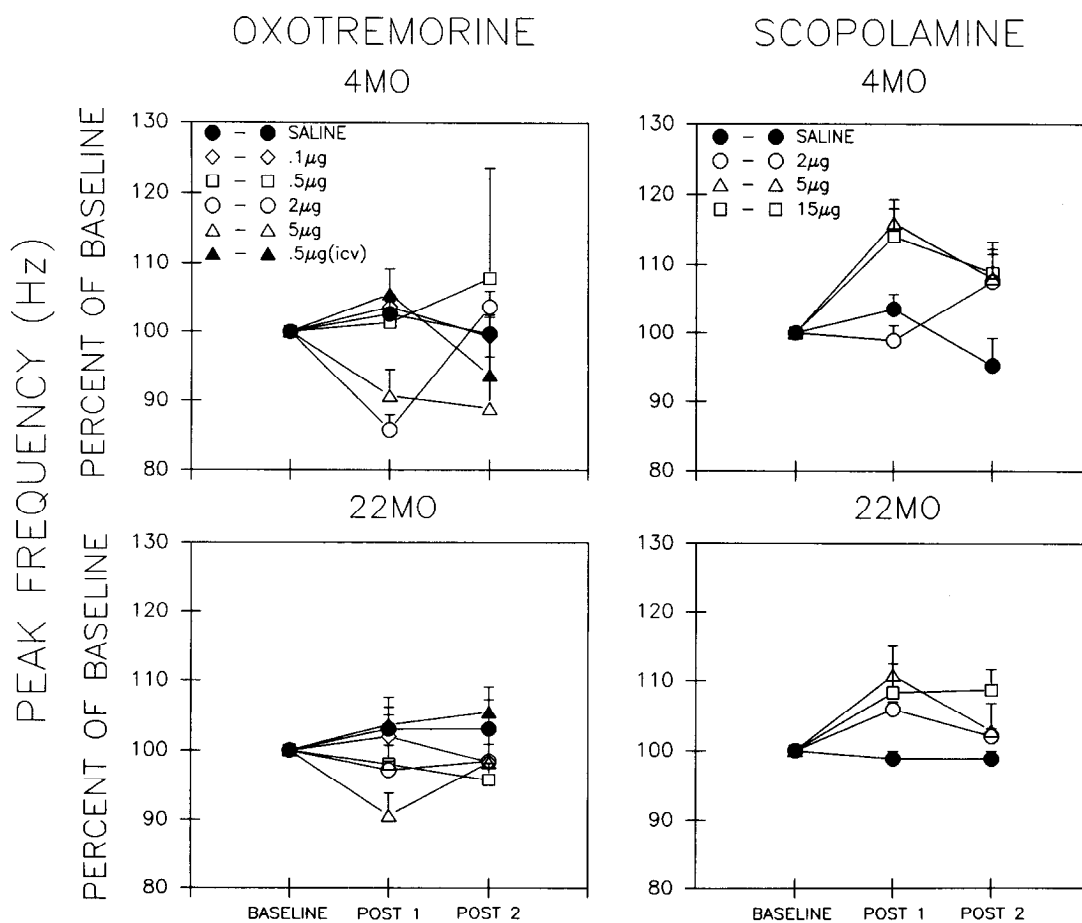 OXOTREMORINE
SCOPOLAMINE
4MO
4MO
PEAK FREQUENCY (Hz)
PERCENT OF BASELINE
130
120
110
100
90
80
● – ● SALINE
◇ – ◇ .1µg
□ – □ .5µg
○ – ○ 2µg
△ – △ 5µg
▲ – ▲ .5µg(icv)
130
120
110
100
90
80
● – ● SALINE
○ – ○ 2µg
△ – △ 5µg
□ – □ 15µg
22MO
22MO
PERCENT OF BASELINE
130
120
110
100
90
80
BASELINE POST 1 POST 2
130
120
110
100
90
80
BASELINE POST 1 POST 2